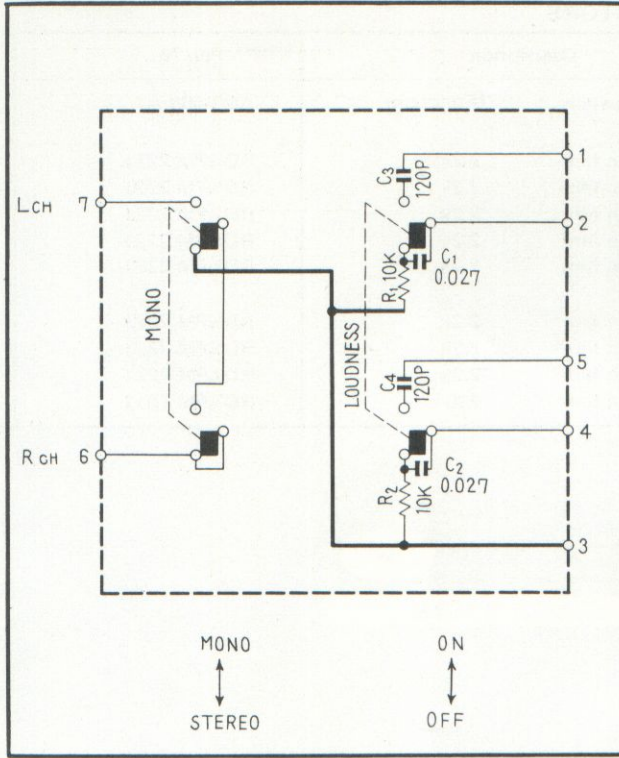 1
C3
120P
LCH 7
2
C1
0.027
R1 10K
MONO
LOUDNESS
5
C4
120P
4
RCH 6
C2
0.027
R2
10K
3
MONO
ON
STEREO
OFF